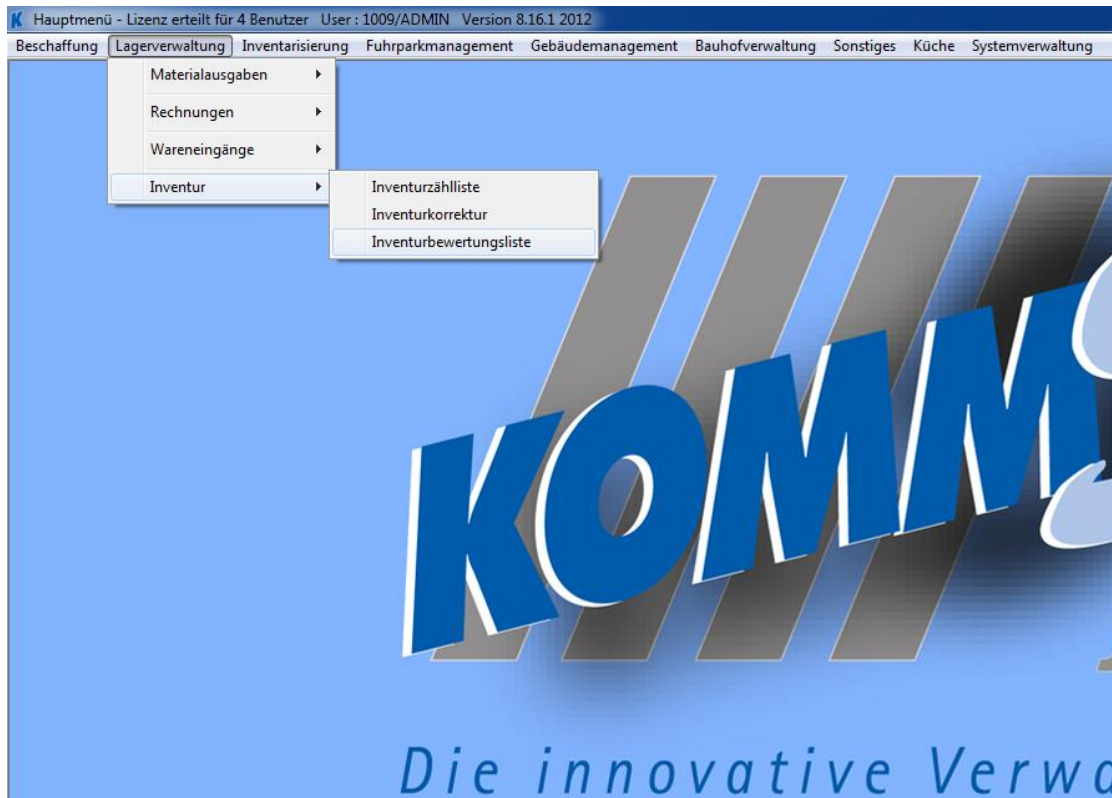 K Hauptmenü - Lizenz erteilt für 4 Benutzer User : 1009/ADMIN Version 8.16.1 2012
Beschaffung Lagerverwaltung Inventarisierung Fuhrparkmanagement Gebäudemanagement Bauhofverwaltung Sonstiges Küche Systemverwaltung
Materialausgaben
Rechnungen
Wareneingänge
Inventur
Inventurzählliste
Inventurkorrektur
Inventurbewertungsliste
KOMM
Die innovative